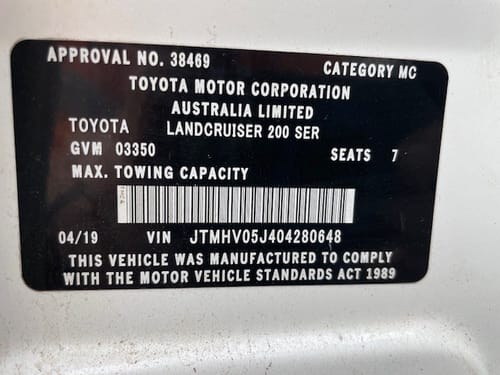 APPROVAL NO. 38469 CATEGORY MC
TOYOTA MOTOR CORPORATION
AUSTRALIA LIMITED
TOYOTA LANDCRUISER 200 SER
GVM 03350 SEATS 7
MAX. TOWING CAPACITY
04/19 VIN JTMHV05J404280648
THIS VEHICLE WAS MANUFACTURED TO COMPLY
WITH THE MOTOR VEHICLE STANDARDS ACT 1989